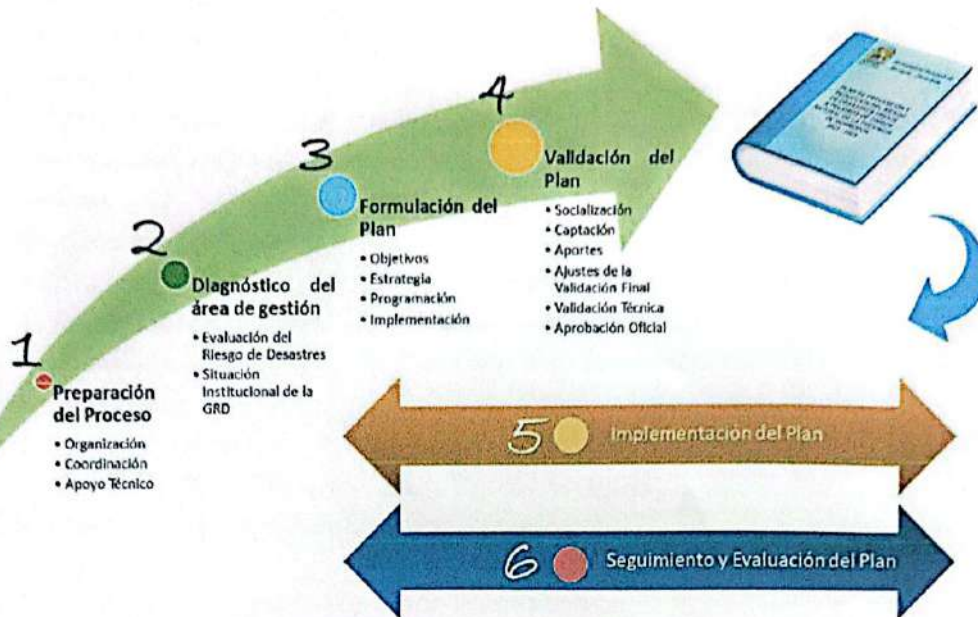 1
Preparación
del Proceso
• Organización
• Coordinación
• Apoyo Técnico
2
Diagnóstico del
área de gestión
• Evaluación del
Riesgo de Desastres
• Situación
Institucional de la
GRD
3
Formulación del
Plan
• Objetivos
• Estrategia
• Programación
• Implementación
4
Validación del
Plan
• Socialización
• Captación
• Aportes
• Ajustes de la
Validación Final
• Validación Técnica
• Aprobación Oficial
5 Implementación del Plan
6 Seguimiento y Evaluación del Plan